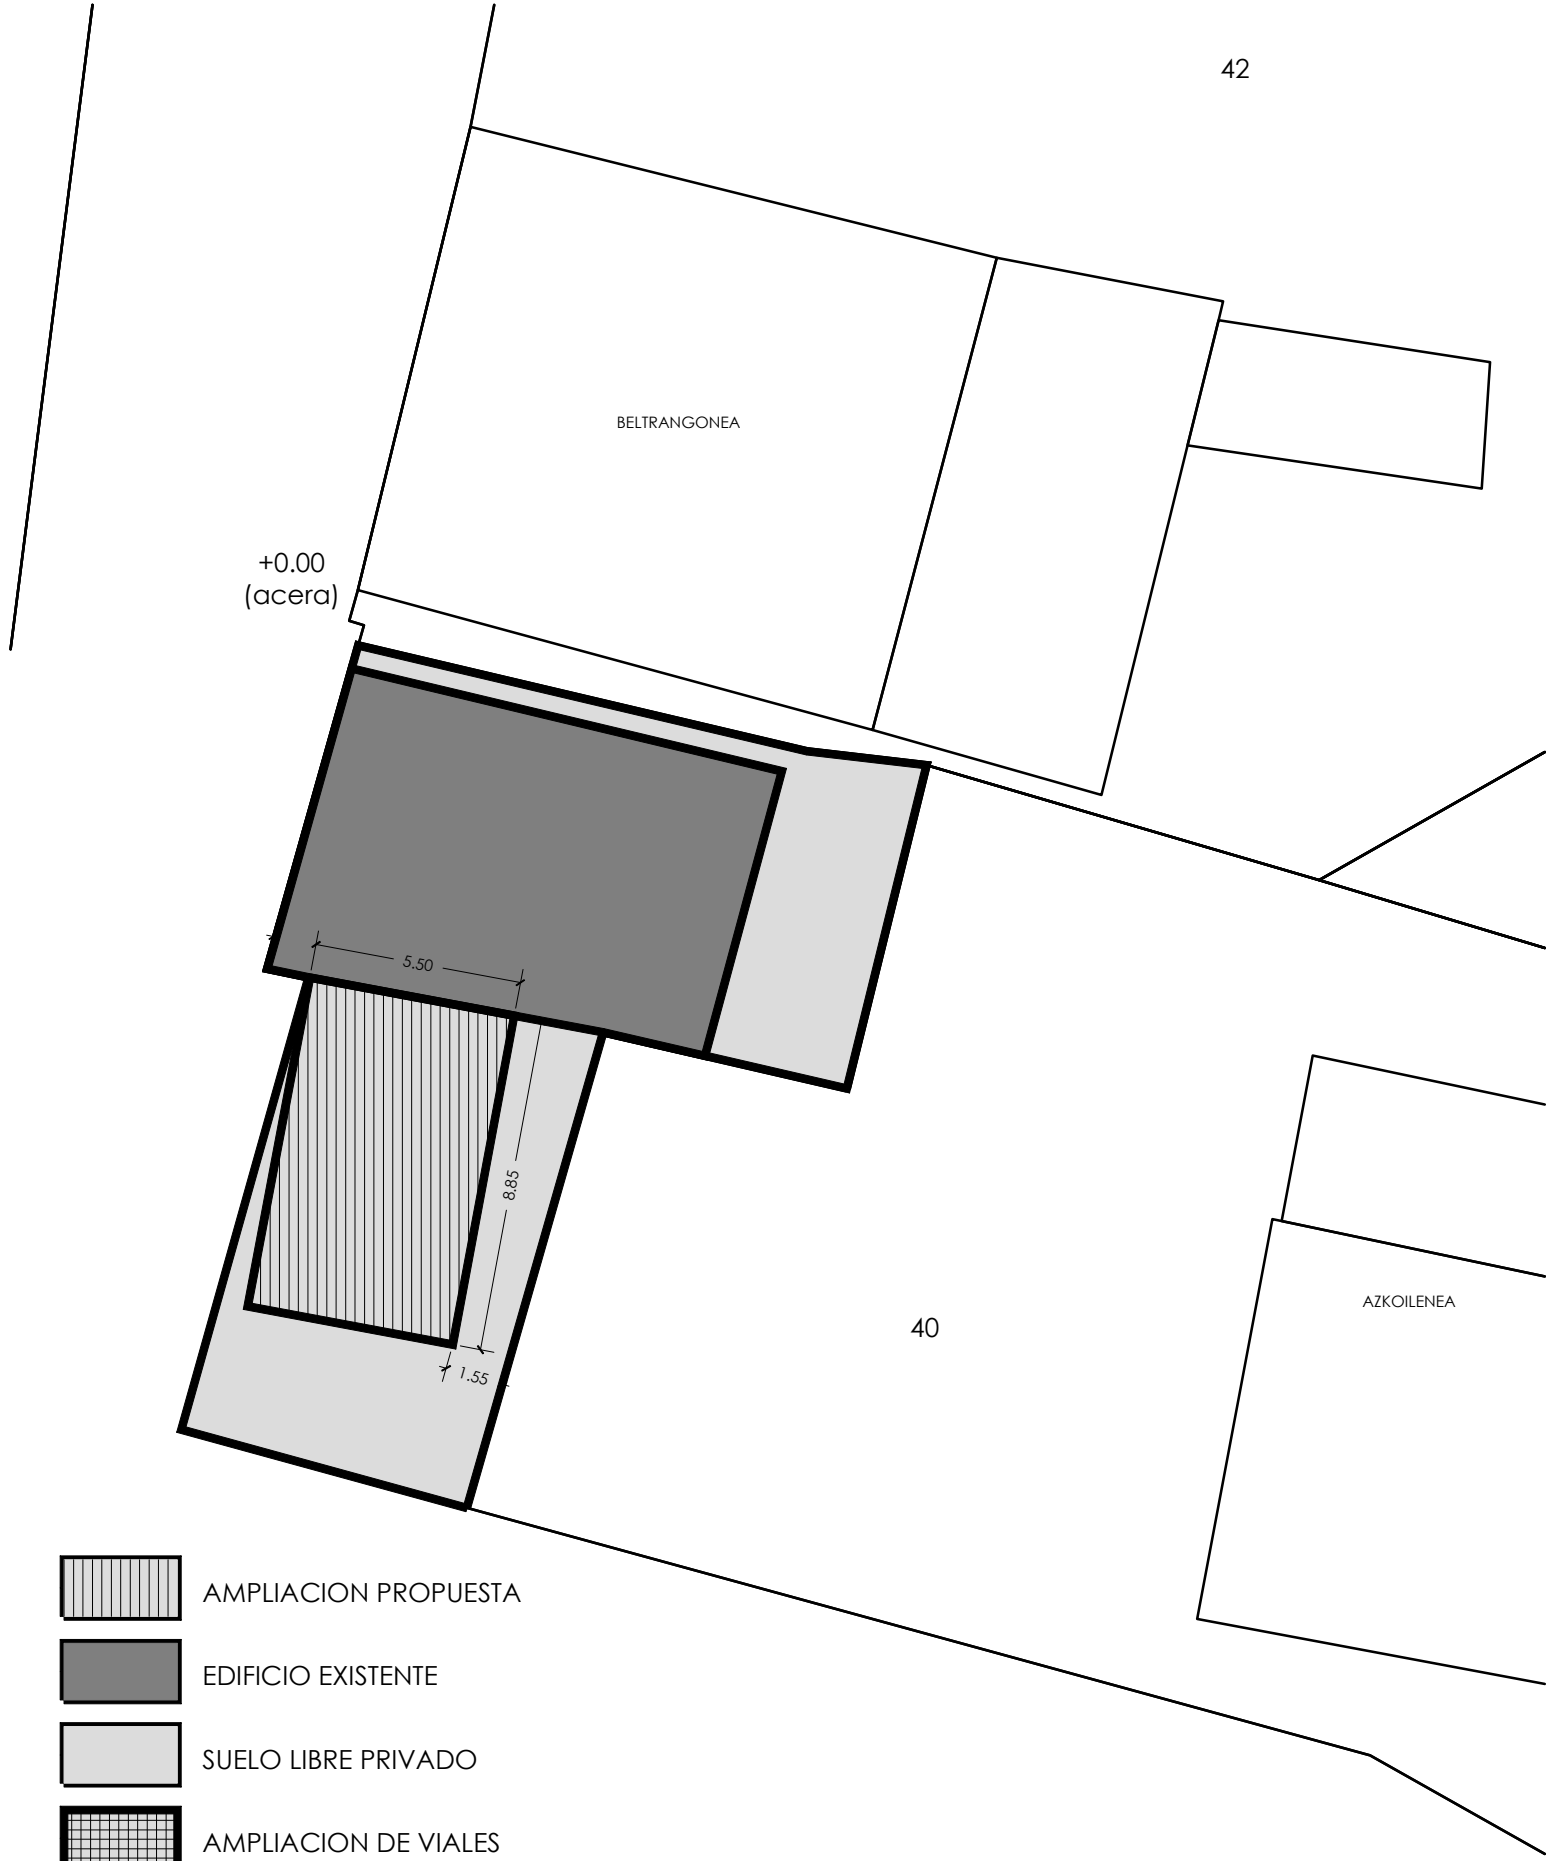 42
BELTRANGONEA
+0.00
(acera)
5.50
8.85
1.55
40
AZKOILENEA
AMPLIACION PROPUESTA
EDIFICIO EXISTENTE
SUELO LIBRE PRIVADO
AMPLIACION DE VIALES